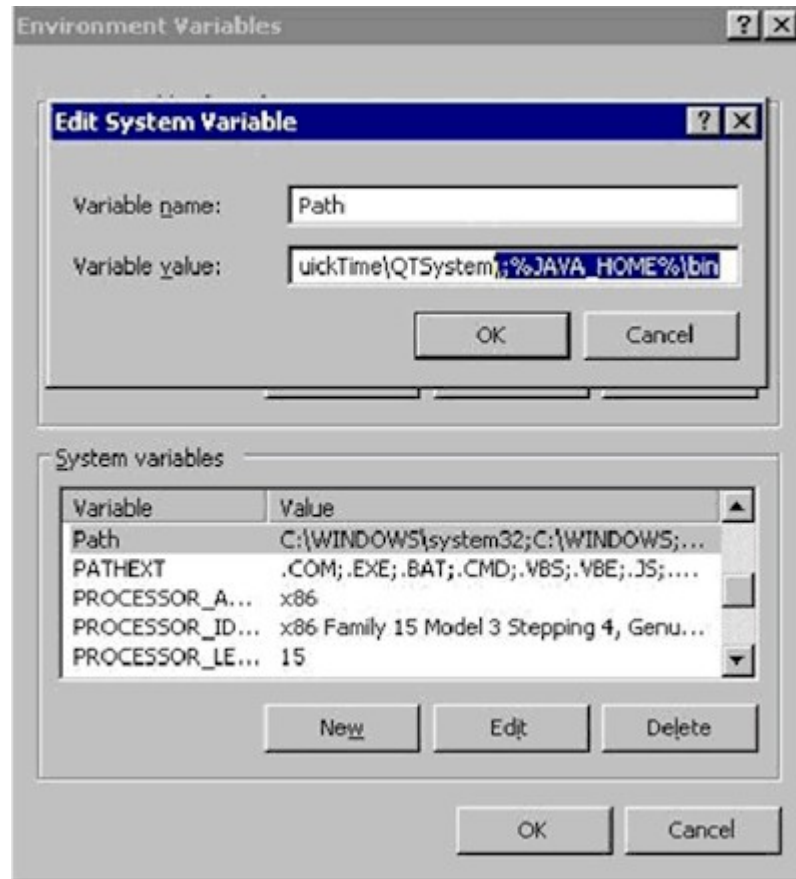 Environment Variables
Edit System Variable
Variable name:
Path
Variable value:
uickTime\QTSystem\;%JAVA_HOME%\bin
OK
Cancel
System variables
Variable Value
Path C:\WINDOWS\system32;C:\WINDOWS;...
PATHEXT .COM;.EXE;.BAT;.CMD;.VBS;.VBE;.JS;....
PROCESSOR_A... x86
PROCESSOR_ID... x86 Family 15 Model 3 Stepping 4, Genu...
PROCESSOR_LE... 15
New Edit Delete
OK Cancel